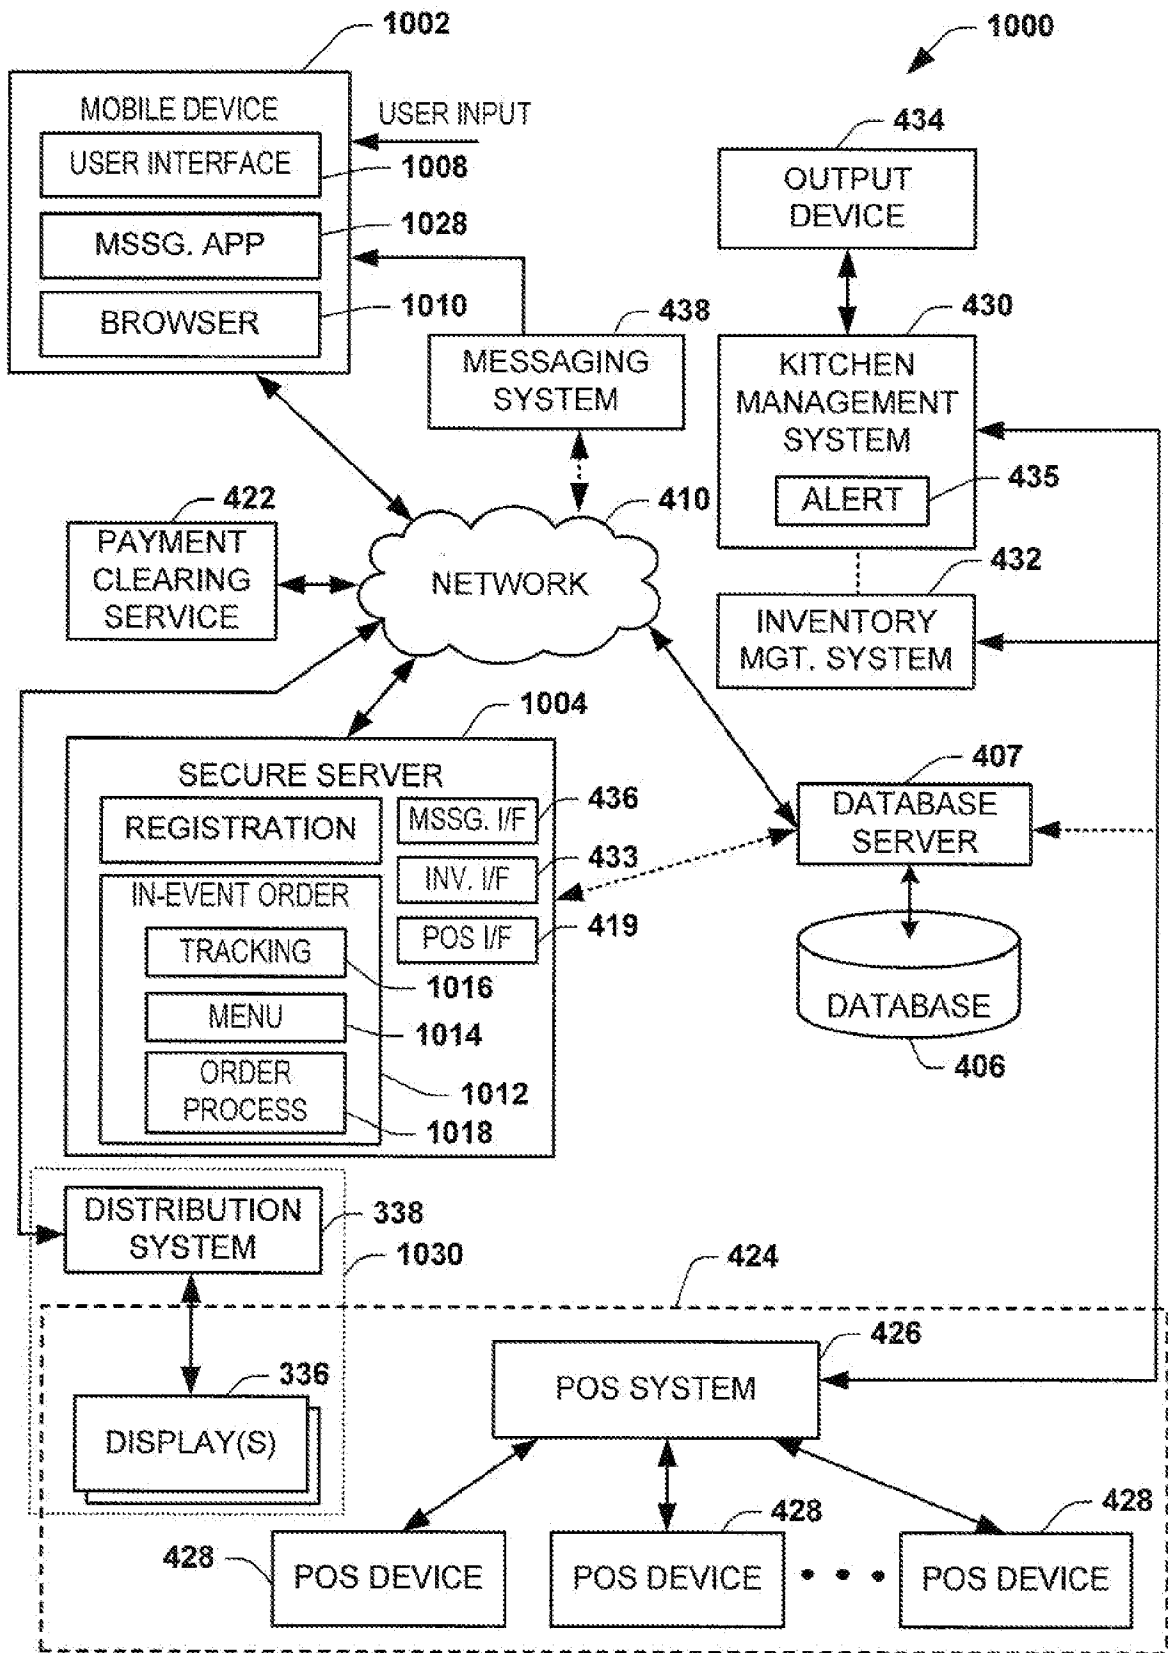 1002
1000
MOBILE DEVICE
USER INPUT
USER INTERFACE
1008
MSSG. APP
1028
BROWSER
1010
434
OUTPUT
DEVICE
438
MESSAGING
SYSTEM
430
KITCHEN
MANAGEMENT
SYSTEM
ALERT
435
422
PAYMENT
CLEARING
SERVICE
410
NETWORK
432
INVENTORY
MGT. SYSTEM
1004
SECURE SERVER
REGISTRATION
MSSG. I/F
436
INV. I/F
433
POS I/F
419
IN-EVENT ORDER
TRACKING
1016
MENU
1014
ORDER
PROCESS
1012
1018
407
DATABASE
SERVER
DATABASE
406
DISTRIBUTION
SYSTEM
338
1030
424
336
DISPLAY(S)
426
POS SYSTEM
428
POS DEVICE
428
POS DEVICE
• • •
428
POS DEVICE